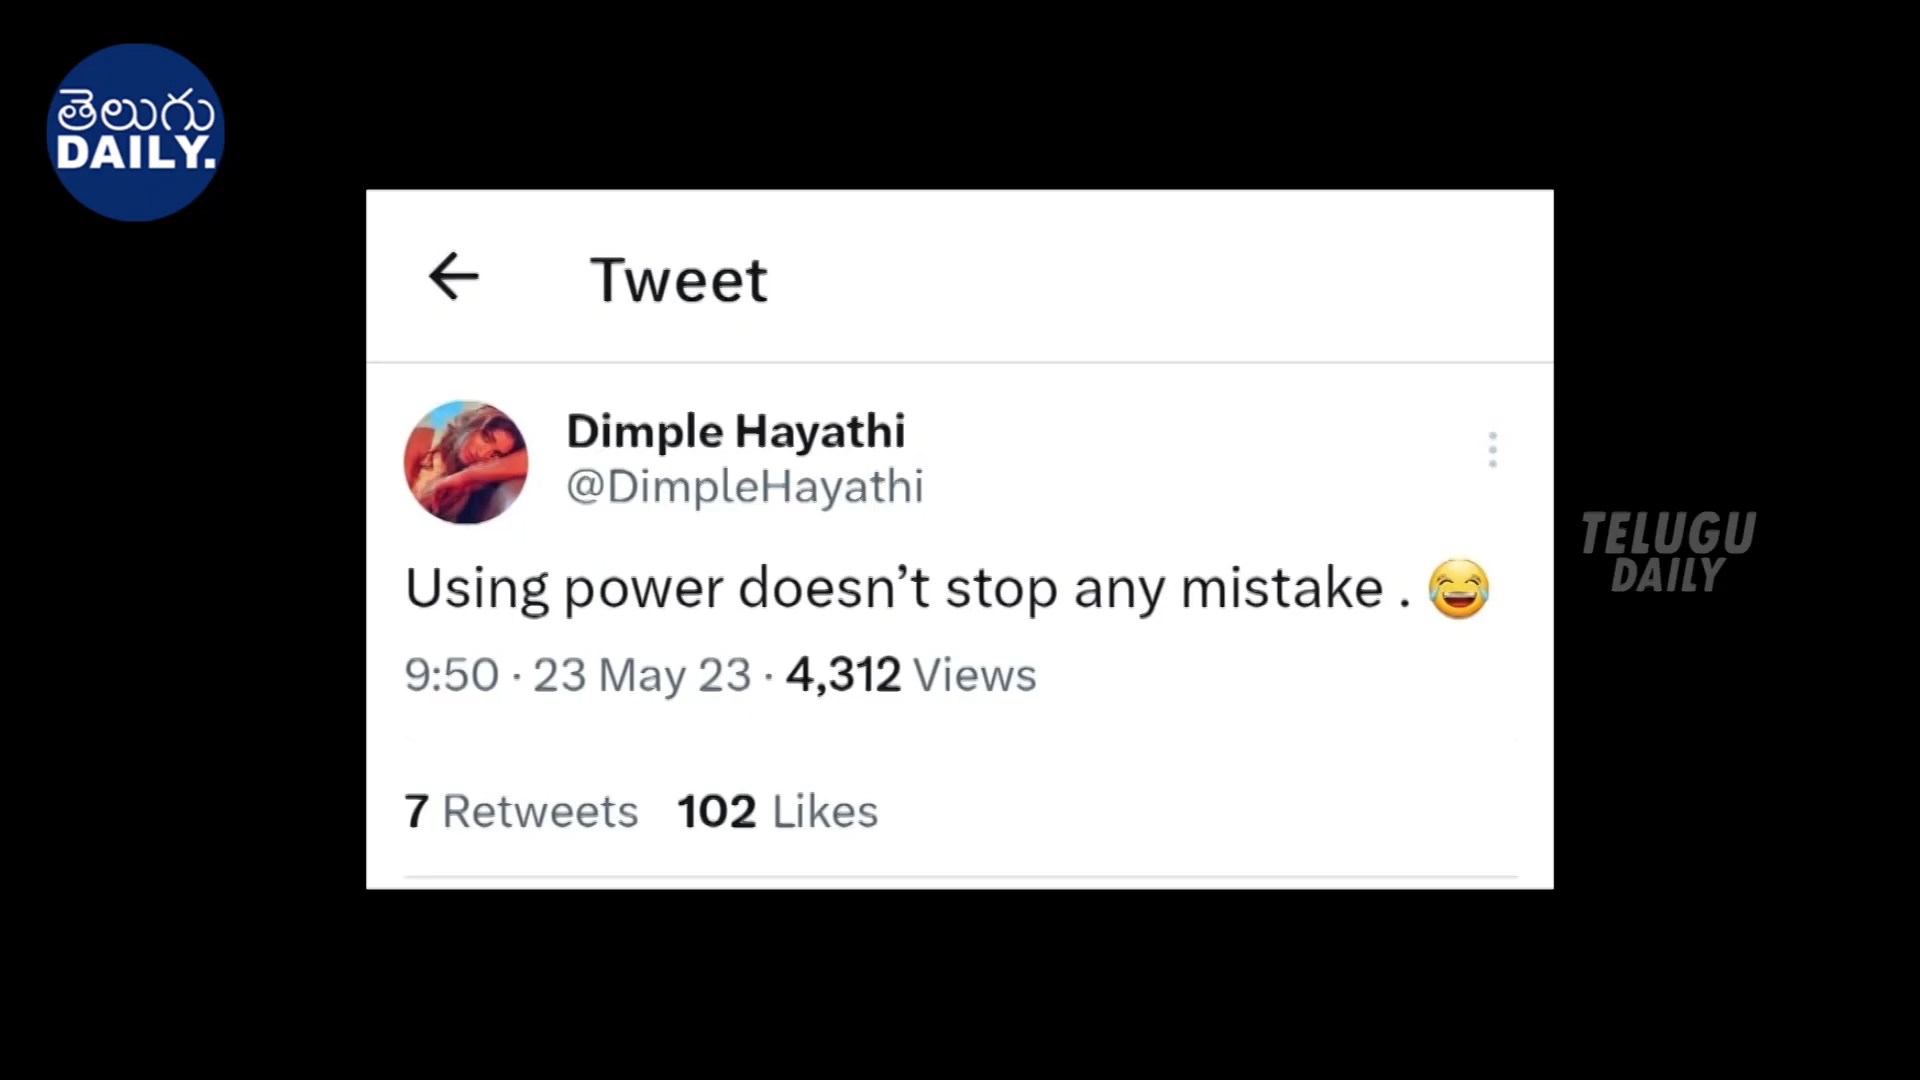 తెలుగు
DAILY.
Tweet
Dimple Hayathi
@DimpleHayathi
Using power doesn’t stop any mistake . 😂
9:50 · 23 May 23 · 4,312 Views
7 Retweets 102 Likes
TELUGU
DAILY